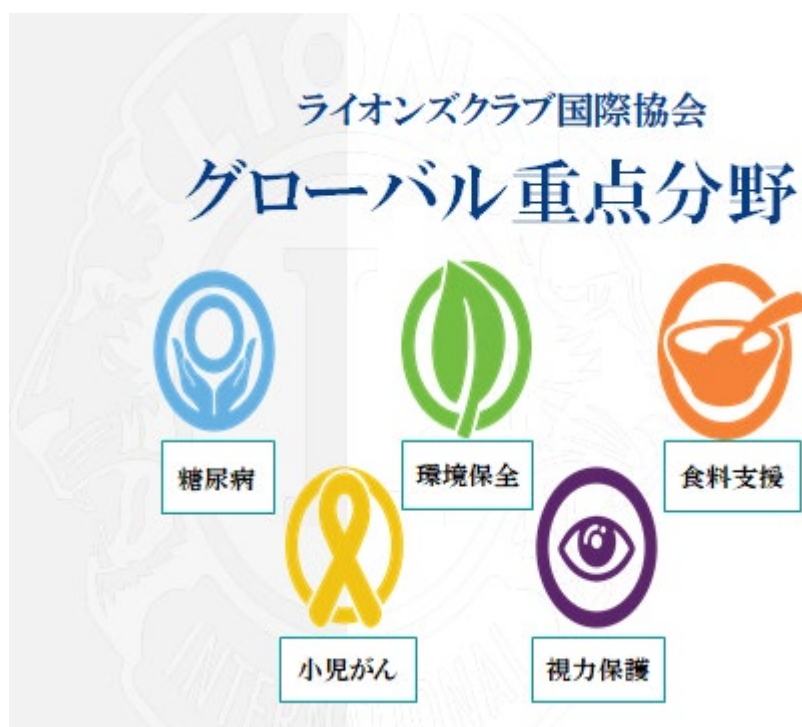 ライオンズクラブ国際協会
グローバル重点分野
糖尿病
環境保全
食料支援
小児がん
視力保護
LIONS
INTERNATIONAL